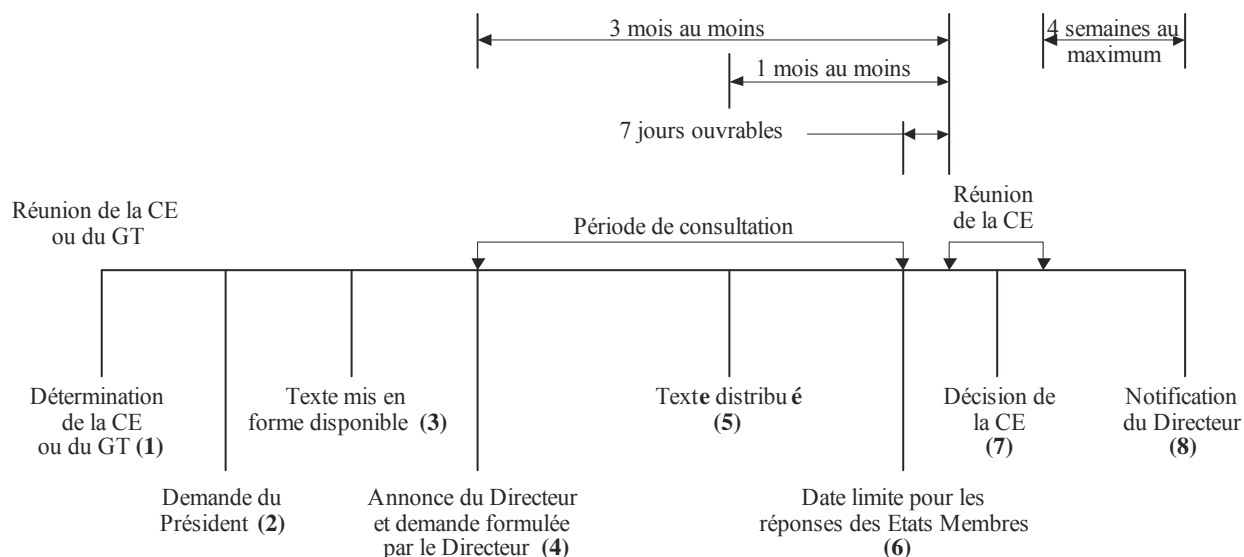 3 mois au moins
4 semaines au
maximum
1 mois au moins
7 jours ouvrables
Réunion de la CE
ou du GT
Période de consultation
Réunion
de la CE
Détermination
de la CE
ou du GT (1)
Texte mis en
forme disponible (3)
Texte distribué
(5)
Décision de
la CE
(7)
Notification
du Directeur
(8)
Demande du
Président (2)
Annonce du Directeur
et demande formulée
par le Directeur (4)
Date limite pour les
réponses des Etats Membres
(6)